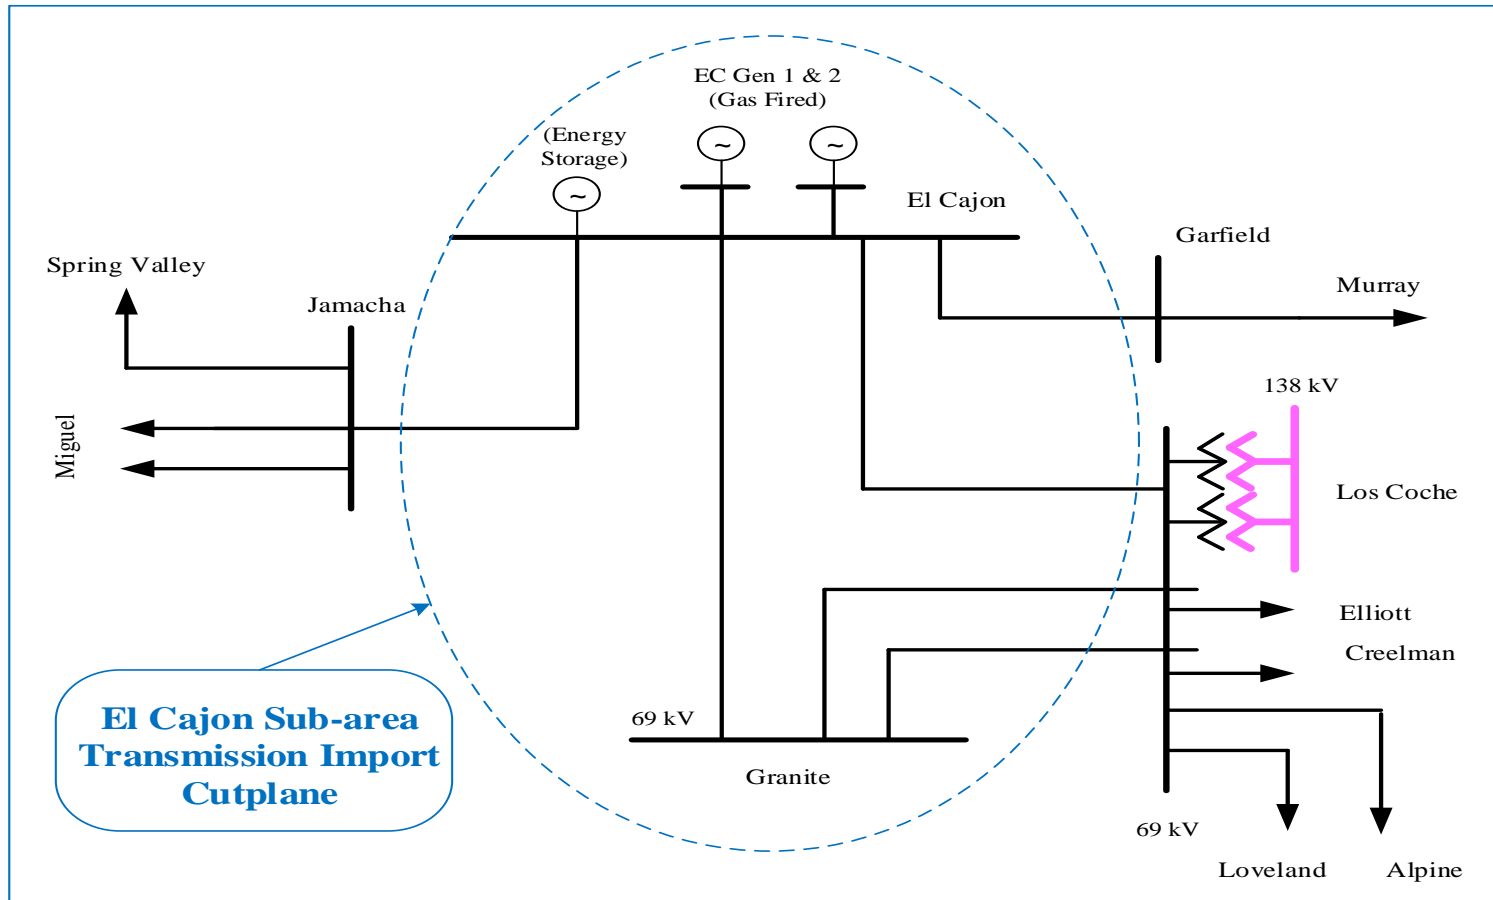 EC Gen 1 & 2
(Gas Fired)
(Energy
Storage)
~
~
~
El Cajon
Garfield
Spring Valley
Murray
Jamacha
138 kV
Miguel
Los Coche
Elliott
Creelman
El Cajon Sub-area
Transmission Import
Cutplane
69 kV
Granite
69 kV
Loveland
Alpine